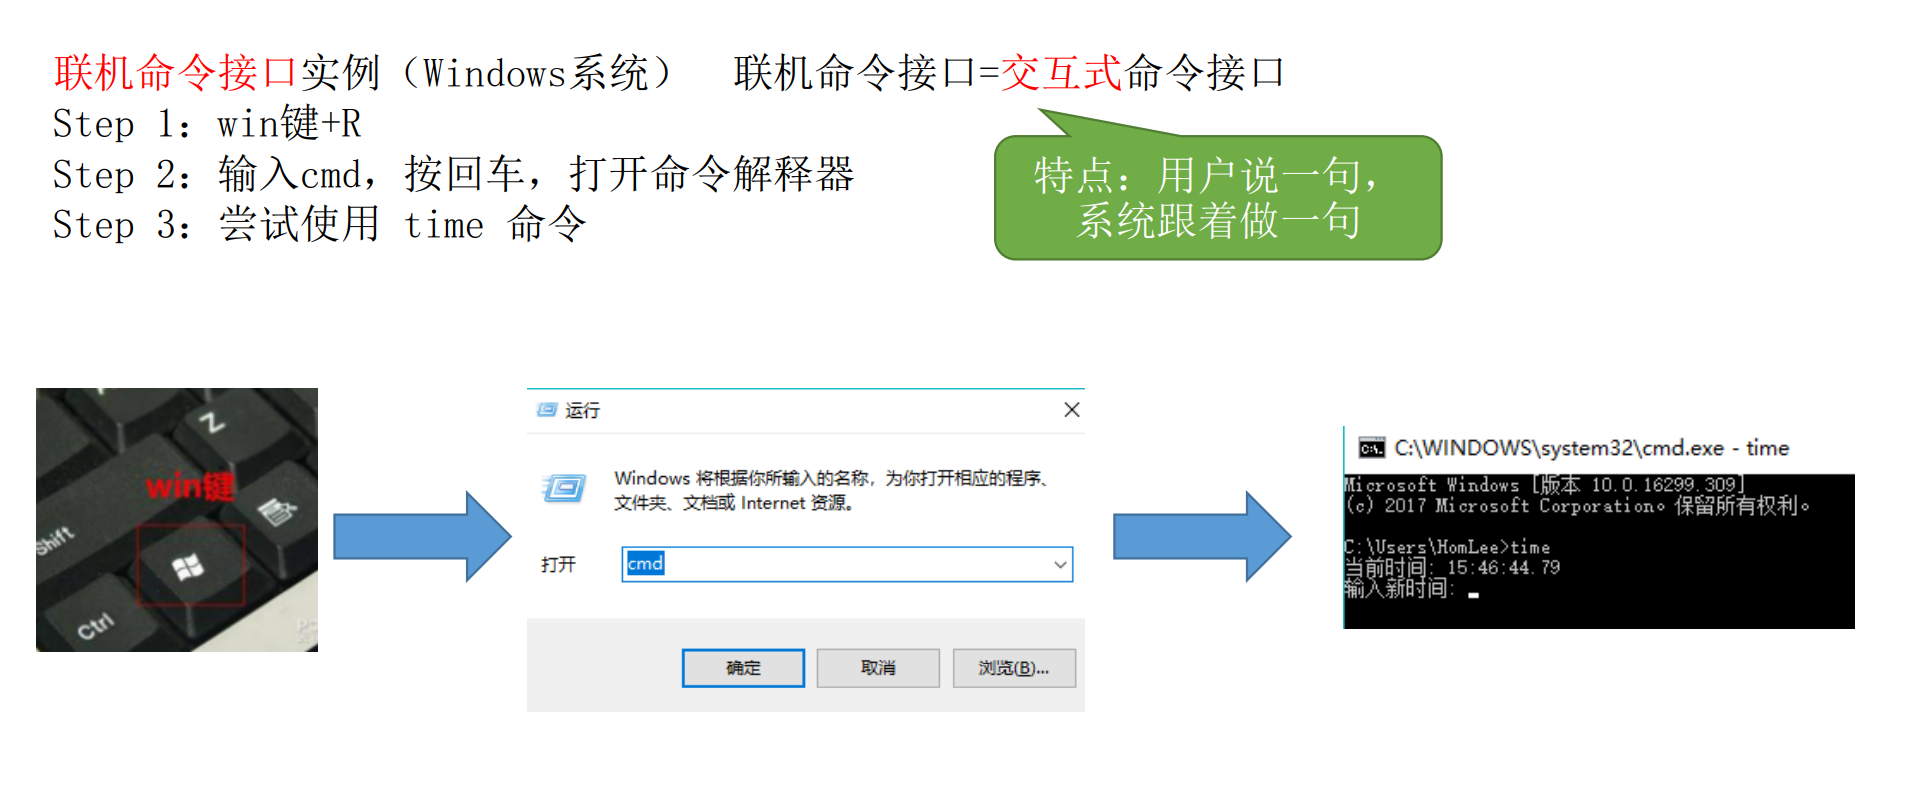 联机命令接口实例（Windows系统） 联机命令接口=交互式命令接口
Step 1：win键+R
Step 2：输入cmd，按回车，打开命令解释器
Step 3：尝试使用 time 命令
特点：用户说一句，
系统跟着做一句
Z
win键
Shift
Ctrl
运行
Windows 将根据你所输入的名称，为你打开相应的程序、
文件夹、文档或 Internet 资源。
打开
cmd
确定
取消
浏览(B)...
C:\WINDOWS\system32\cmd.exe - time
Microsoft Windows [版本 10.0.16299.309]
(c) 2017 Microsoft Corporation。保留所有权利。
C:\Users\HomLee>time
当前时间: 15:46:44.79
输入新时间: